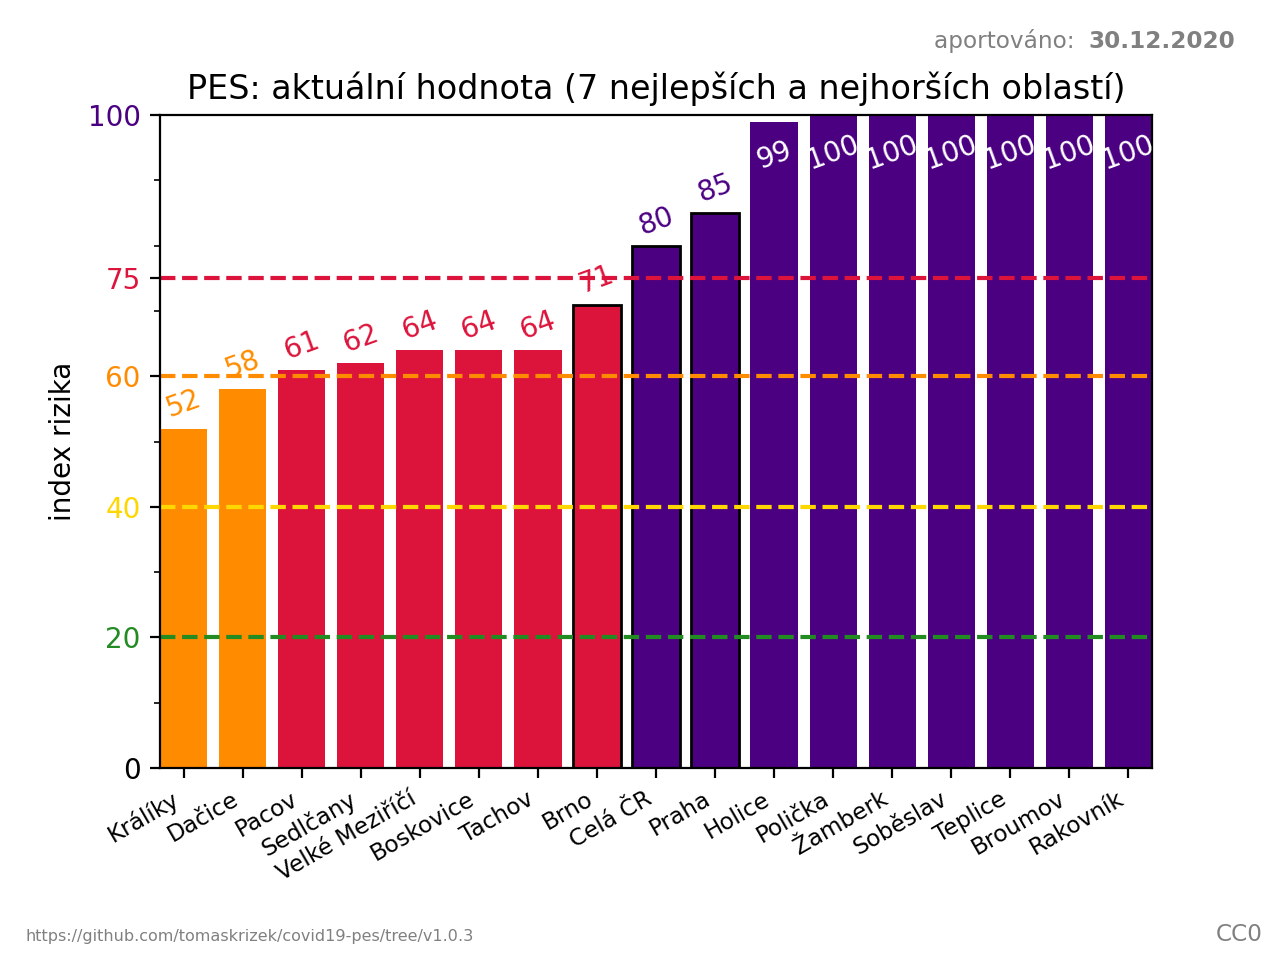 aportováno: 30.12.2020
PES: aktuální hodnota (7 nejlepších a nejhorších oblastí)
index rizika
100
75
60
40
20
0
52
58
61
62
64
64
64
71
80
85
99
100
100
100
100
100
100
Králíky
Dačice
Pacov
Sedlčany
Velké Meziříčí
Boskovice
Tachov
Brno
Celá ČR
Praha
Holice
Polička
Žamberk
Soběslav
Teplice
Broumov
Rakovník
https://github.com/tomaskrizek/covid19-pes/tree/v1.0.3
CC0